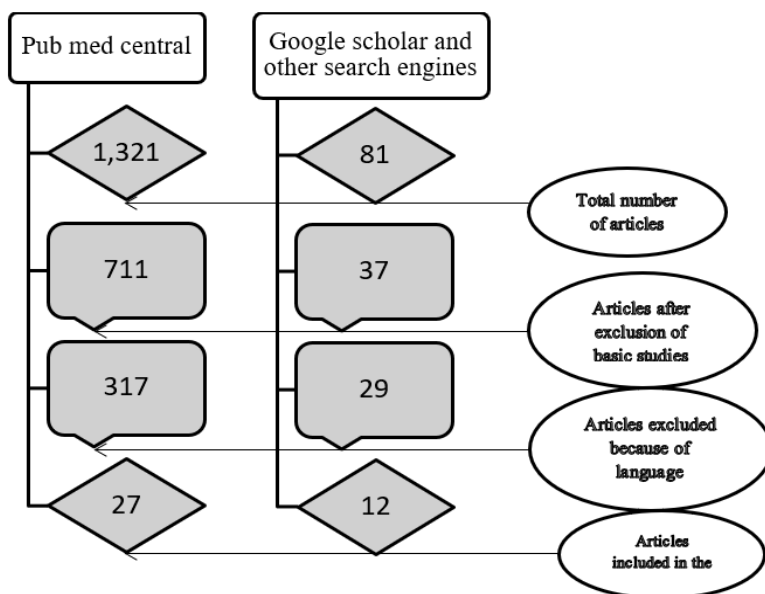 Pub med central
Google scholar and
other search engines
1,321
81
Total number
of articles
711
37
Articles after
exclusion of
basic studies
317
29
Articles excluded
because of
language
27
12
Articles
included in the